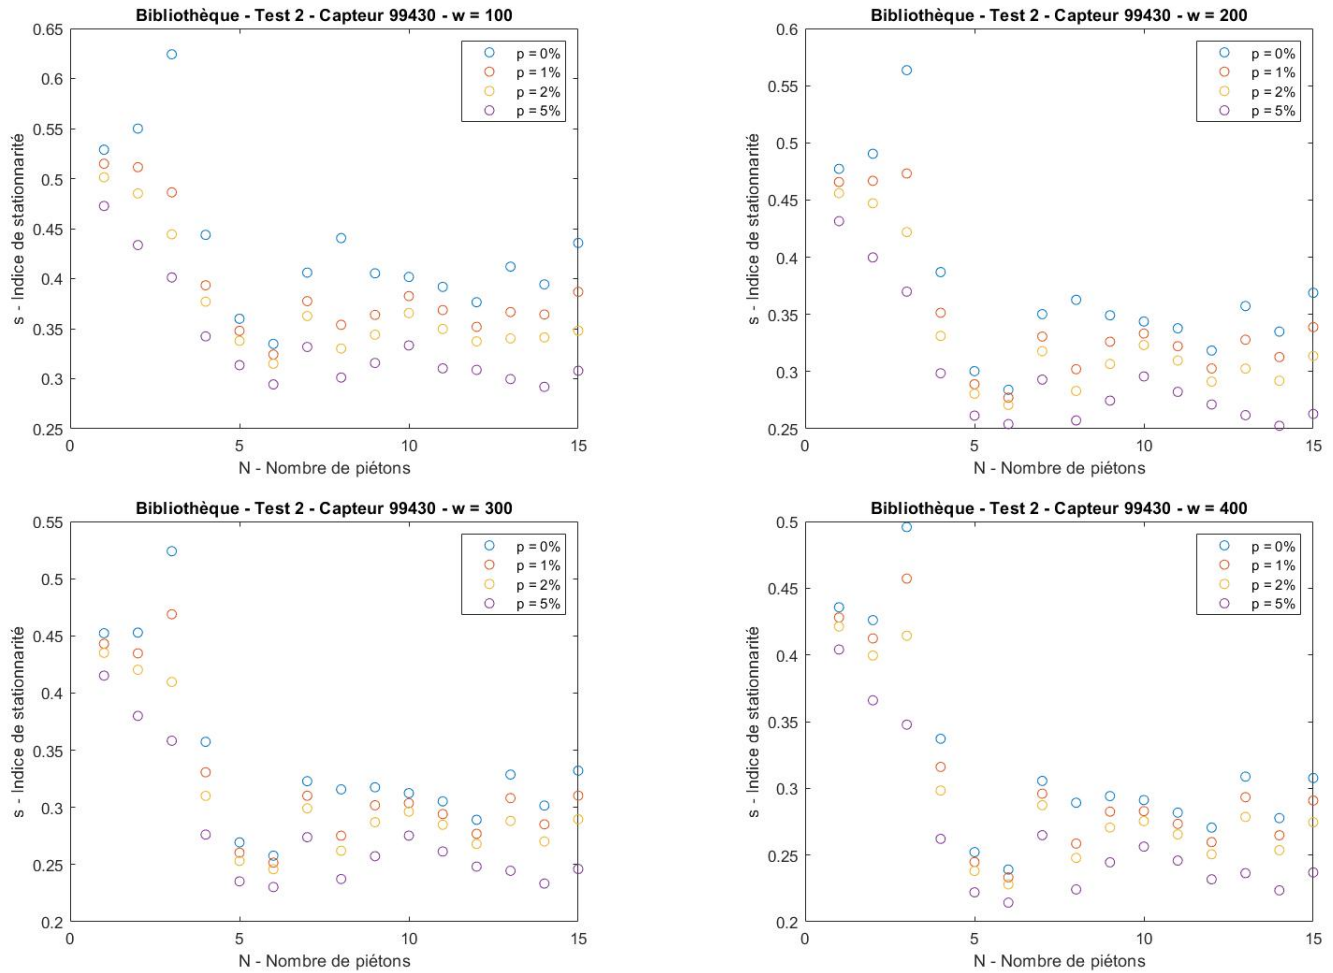 Bibliothèque - Test 2 - Capteur 99430 - w = 100
0.65
0.6
0.55
0.5
0.45
0.4
0.35
0.3
0.25
s - Indice de stationnarité
p = 0%
p = 1%
p = 2%
p = 5%
0 5 10 15
N - Nombre de piétons
Bibliothèque - Test 2 - Capteur 99430 - w = 200
0.6
0.55
0.5
0.45
0.4
0.35
0.3
0.25
s - Indice de stationnarité
p = 0%
p = 1%
p = 2%
p = 5%
0 5 10 15
N - Nombre de piétons
Bibliothèque - Test 2 - Capteur 99430 - w = 300
0.55
0.5
0.45
0.4
0.35
0.3
0.25
0.2
s - Indice de stationnarité
p = 0%
p = 1%
p = 2%
p = 5%
0 5 10 15
N - Nombre de piétons
Bibliothèque - Test 2 - Capteur 99430 - w = 400
0.5
0.45
0.4
0.35
0.3
0.25
0.2
s - Indice de stationnarité
p = 0%
p = 1%
p = 2%
p = 5%
0 5 10 15
N - Nombre de piétons